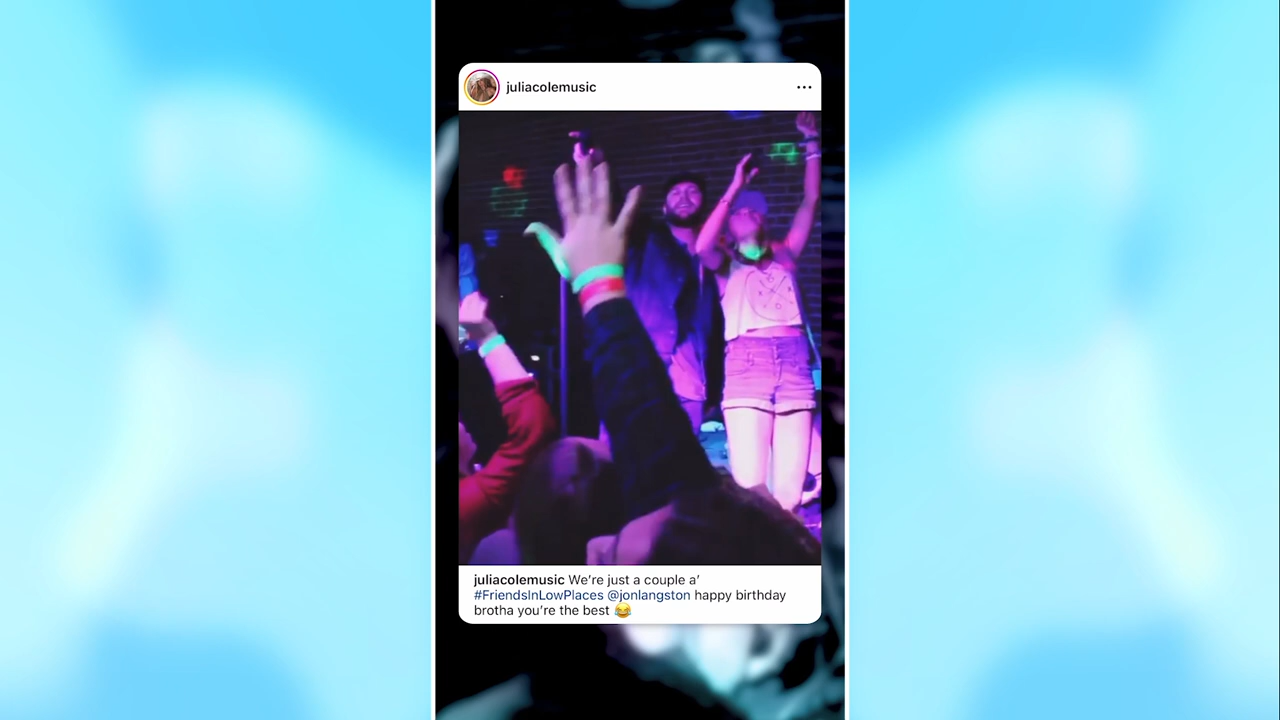 juliacolemusic
juliacolemusic We're just a couple a'
#FriendsInLowPlaces @jonlangston happy birthday
brotha you're the best 😂